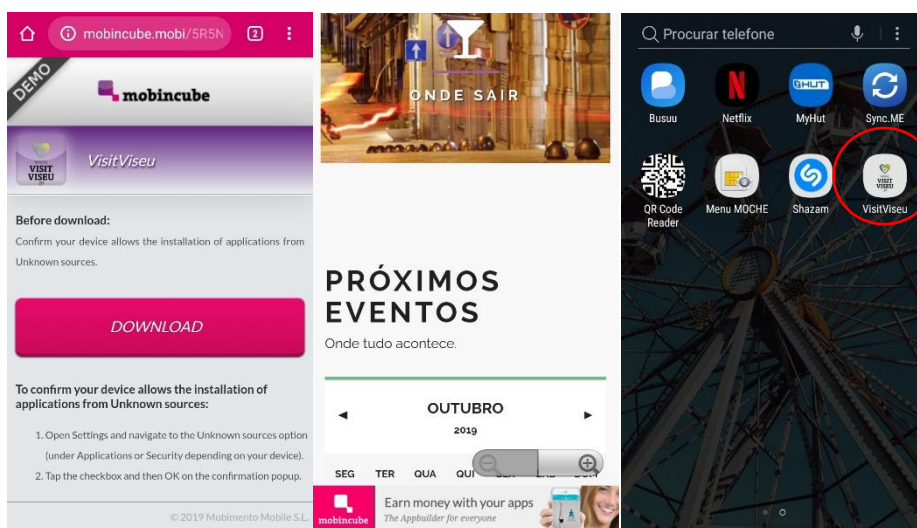 mobincube.mobi/5R5N
2
DEMO
mobincube
VISIT
VISEU
VisitViseu
Before download:
Confirm your device allows the installation of applications from
Unknown sources.
DOWNLOAD
To confirm your device allows the installation of
applications from Unknown sources:
1. Open Settings and navigate to the Unknown sources option
(under Applications or Security depending on your device).
2. Tap the checkbox and then OK on the confirmation popup.
© 2019 Mobimento Mobile S.L.
ONDE SAIR
PRÓXIMOS
EVENTOS
Onde tudo acontece.
OUTUBRO
2019
SEG TER QUA QUI
mobincube
Earn money with your apps
The Appbuilder for everyone
Procurar telefone
HUT
Busuu Netflix MyHut Sync.ME
VISIT
VISEU
QR Code Menu MOCHE Shazam VisitViseu
Reader